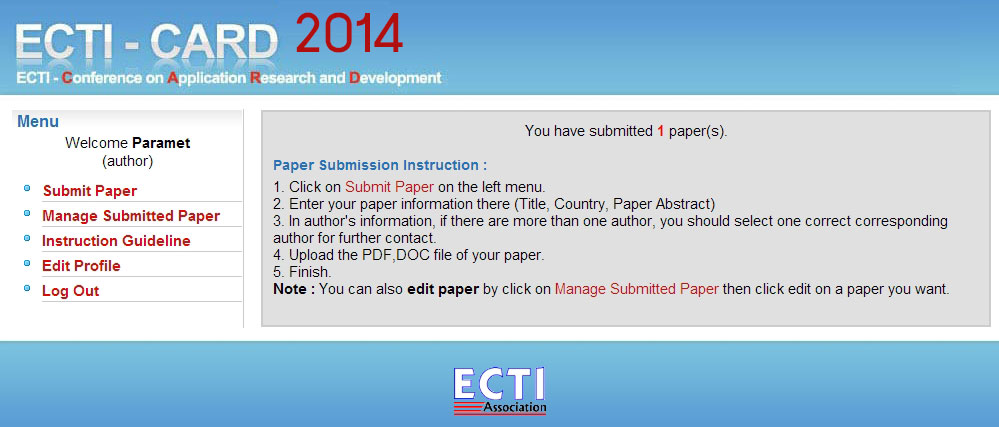 ECTI - CARD 2014
ECTI - Conference on Application Research and Development
Menu
Welcome Paramet
(author)
Submit Paper
Manage Submitted Paper
Instruction Guideline
Edit Profile
Log Out
You have submitted 1 paper(s).
Paper Submission Instruction :
1. Click on Submit Paper on the left menu.
2. Enter your paper information there (Title, Country, Paper Abstract)
3. In author's information, if there are more than one author, you should select one correct corresponding
author for further contact.
4. Upload the PDF,DOC file of your paper.
5. Finish.
Note : You can also edit paper by click on Manage Submitted Paper then click edit on a paper you want.
ECTI
Association